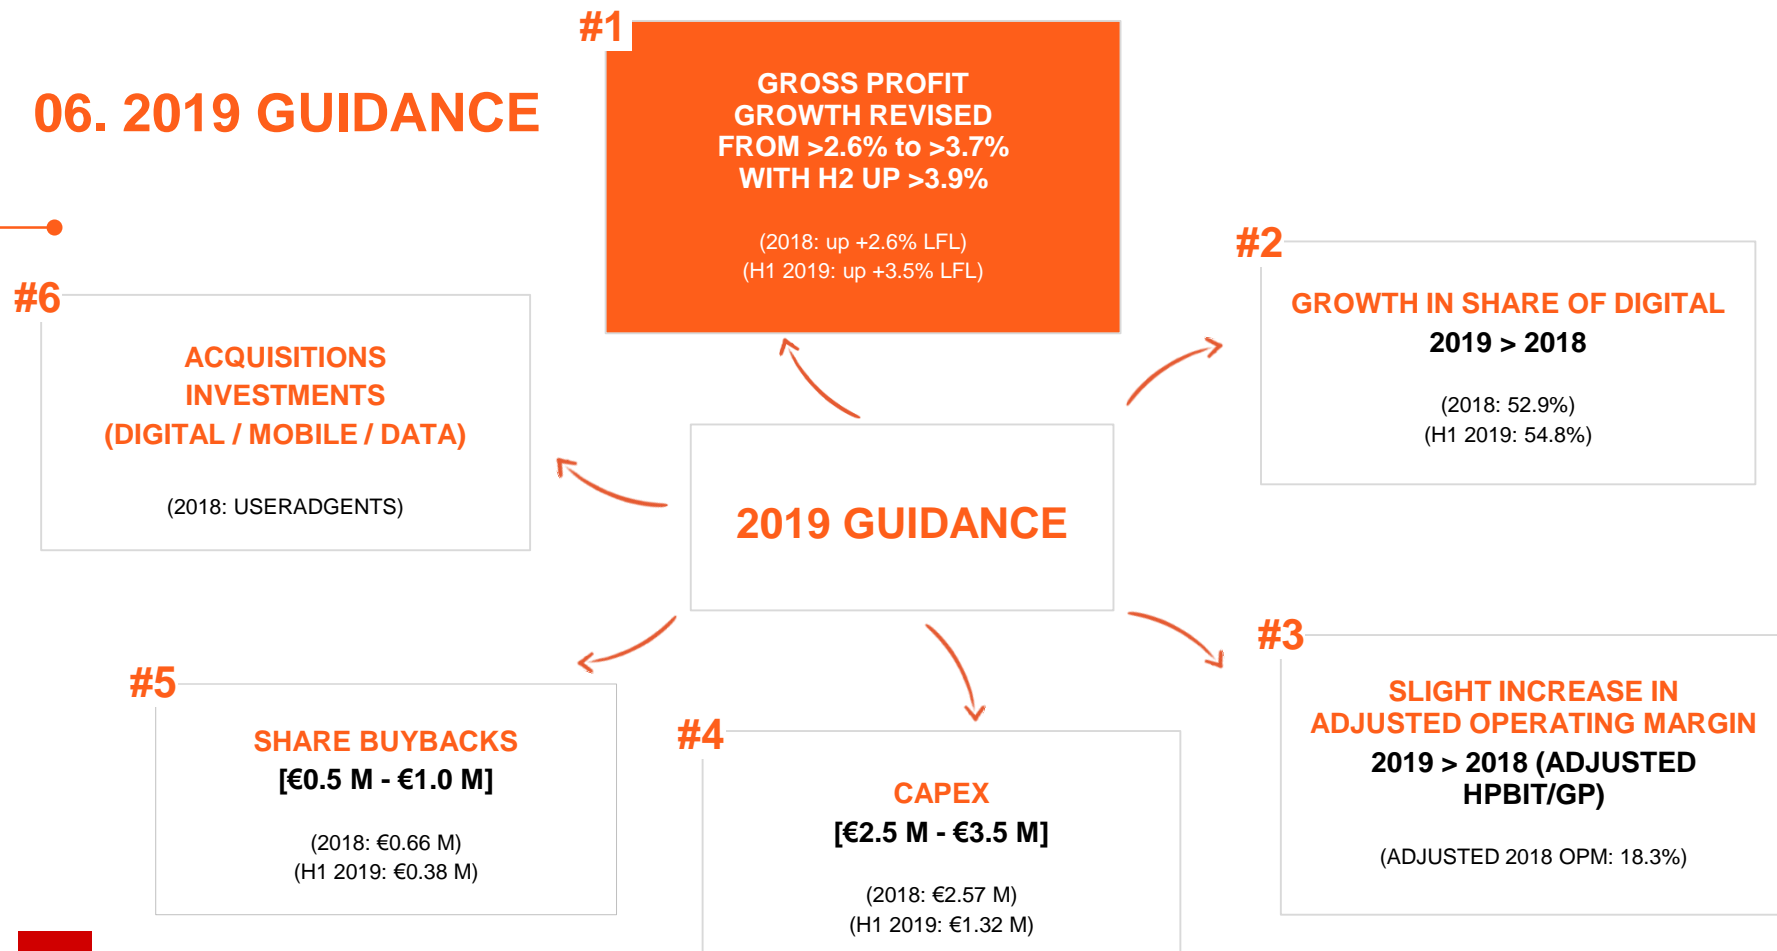 06. 2019 GUIDANCE
#1
GROSS PROFIT
GROWTH REVISED
FROM >2.6% to >3.7%
WITH H2 UP >3.9%
(2018: up +2.6% LFL)
(H1 2019: up +3.5% LFL)
#2
GROWTH IN SHARE OF DIGITAL
2019 > 2018
(2018: 52.9%)
(H1 2019: 54.8%)
#6
ACQUISITIONS
INVESTMENTS
(DIGITAL / MOBILE / DATA)
(2018: USERADGENTS)
2019 GUIDANCE
#3
SLIGHT INCREASE IN
ADJUSTED OPERATING MARGIN
2019 > 2018 (ADJUSTED
HPBIT/GP)
(ADJUSTED 2018 OPM: 18.3%)
#5
SHARE BUYBACKS
[€0.5 M - €1.0 M]
(2018: €0.66 M)
(H1 2019: €0.38 M)
#4
CAPEX
[€2.5 M - €3.5 M]
(2018: €2.57 M)
(H1 2019: €1.32 M)